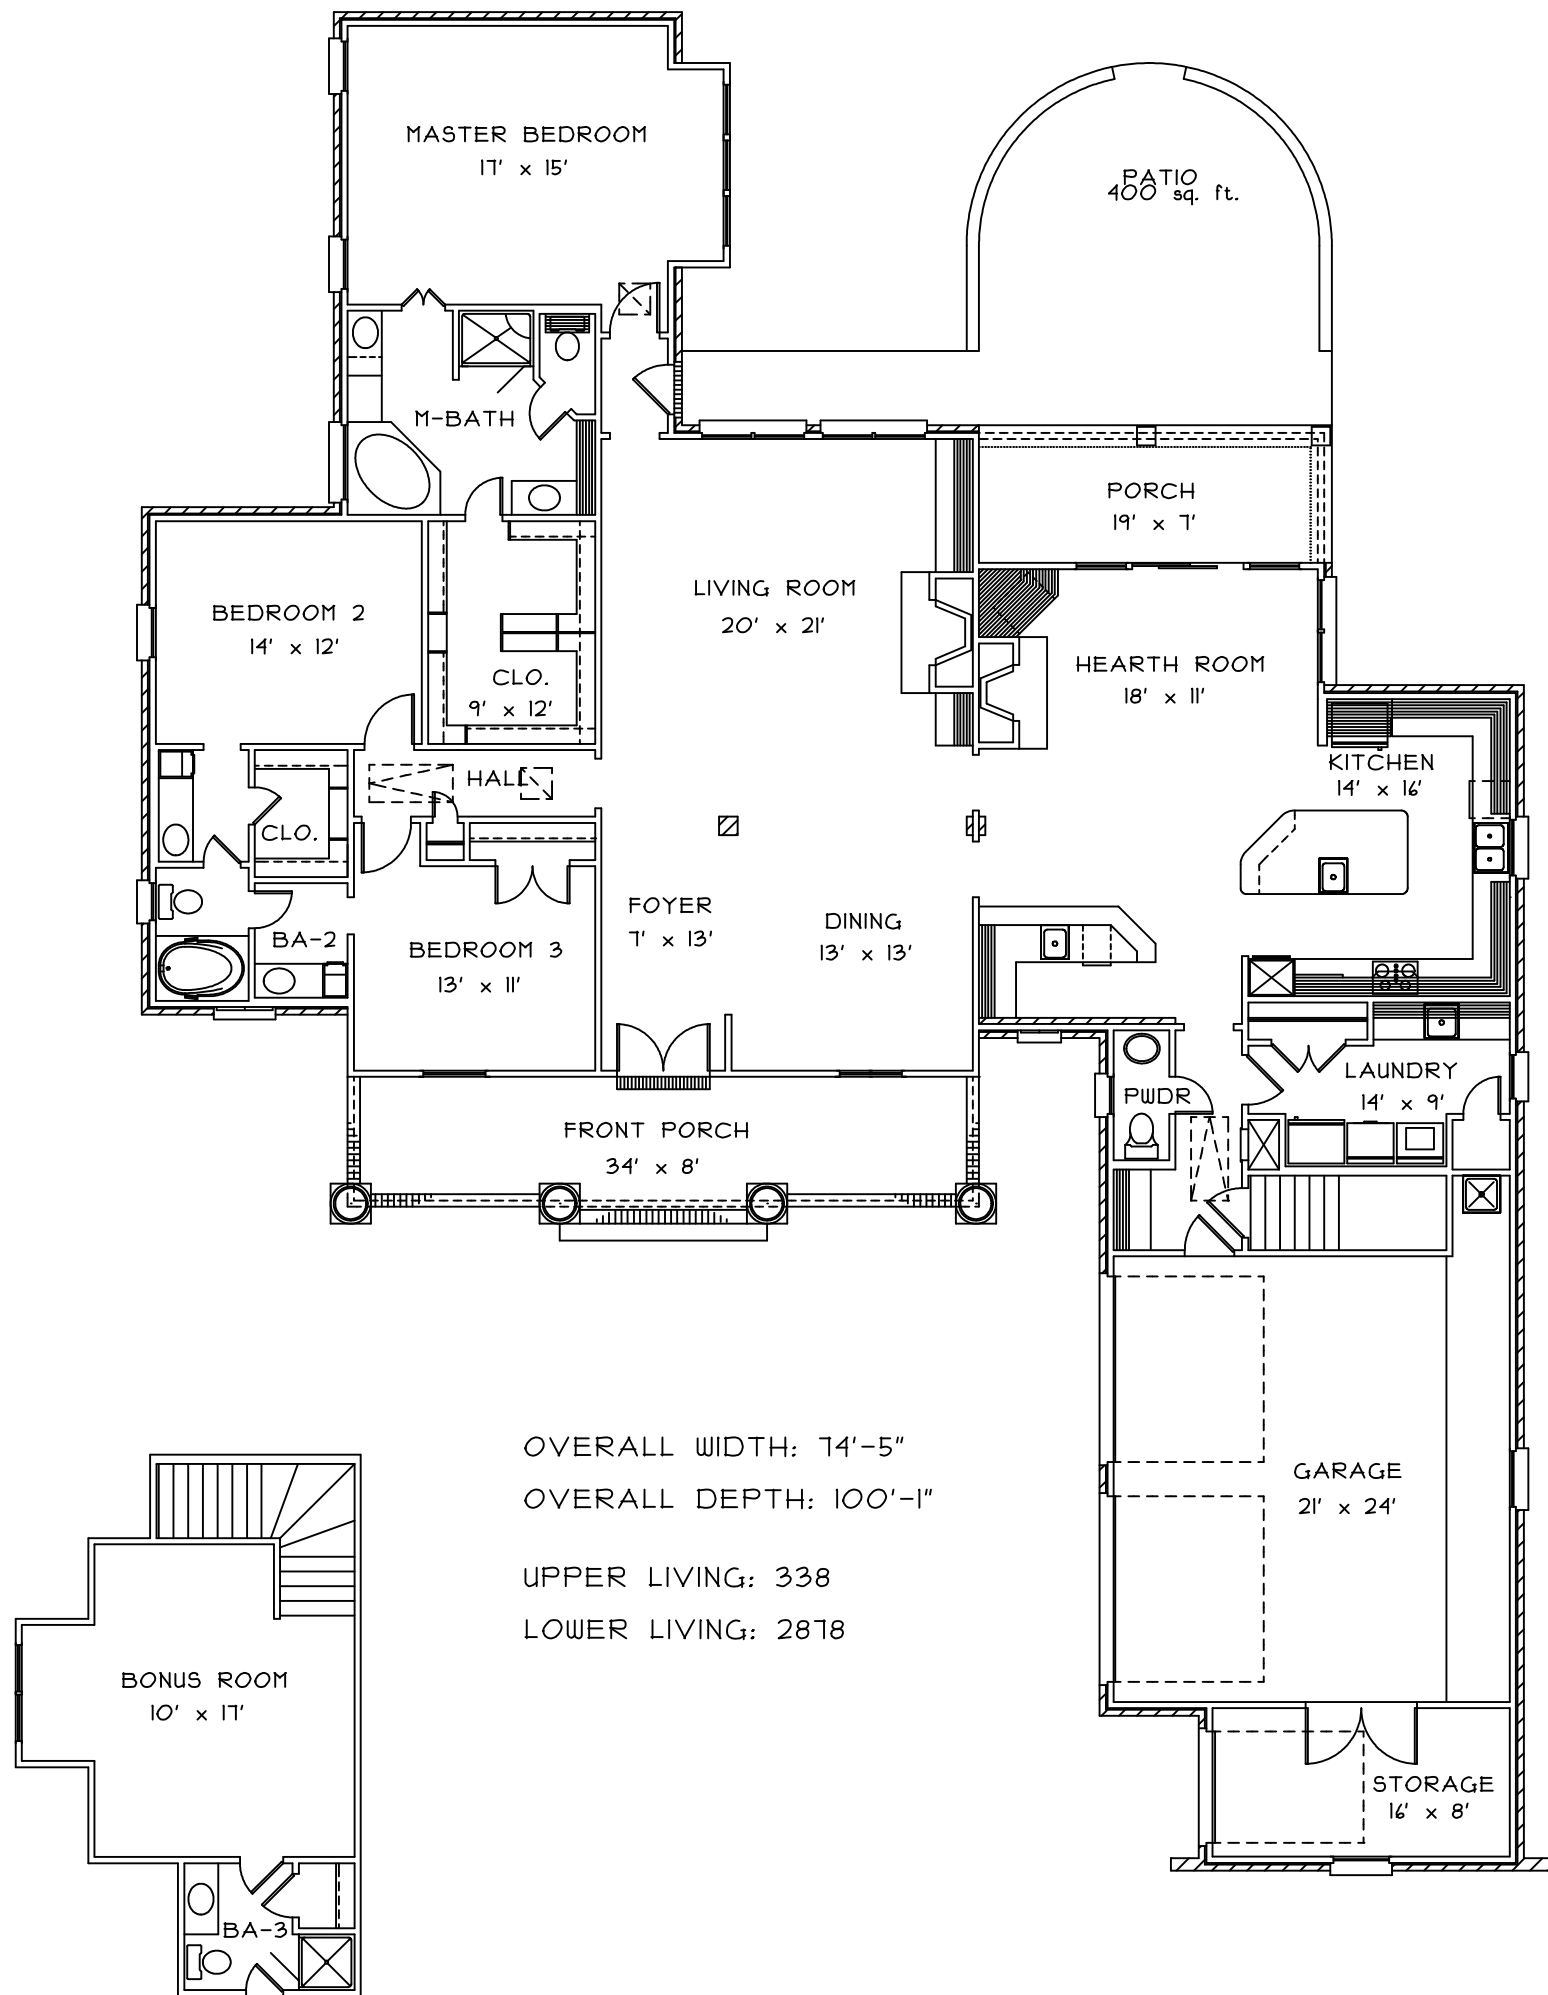 MASTER BEDROOM
17' x 15'
PATIO
400 sq. ft.
M-BATH
PORCH
19' x 7'
LIVING ROOM
20' x 21'
BEDROOM 2
14' x 12'
HEARTH ROOM
18' x 11'
CLO.
9' x 12'
KITCHEN
14' x 16'
HALL
CLO.
FOYER
7' x 13'
DINING
13' x 13'
BA-2
BEDROOM 3
13' x 11'
LAUNDRY
14' x 9'
PWDR
FRONT PORCH
34' x 8'
OVERALL WIDTH: 74'-5"
OVERALL DEPTH: 100'-1"
UPPER LIVING: 338
LOWER LIVING: 2878
GARAGE
21' x 24'
BONUS ROOM
10' x 17'
STORAGE
16' x 8'
BA-3